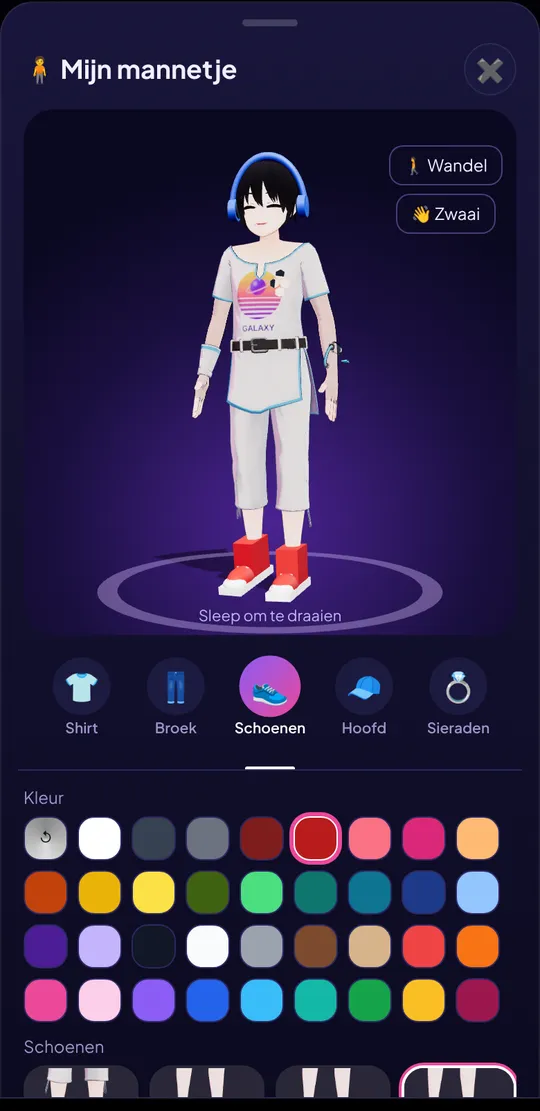 Mijn mannetje
Wandel
Zwaai
GALAXY
Sleep om te draaien
Shirt
Broek
Schoenen
Hoofd
Sieraden
Kleur
Schoenen